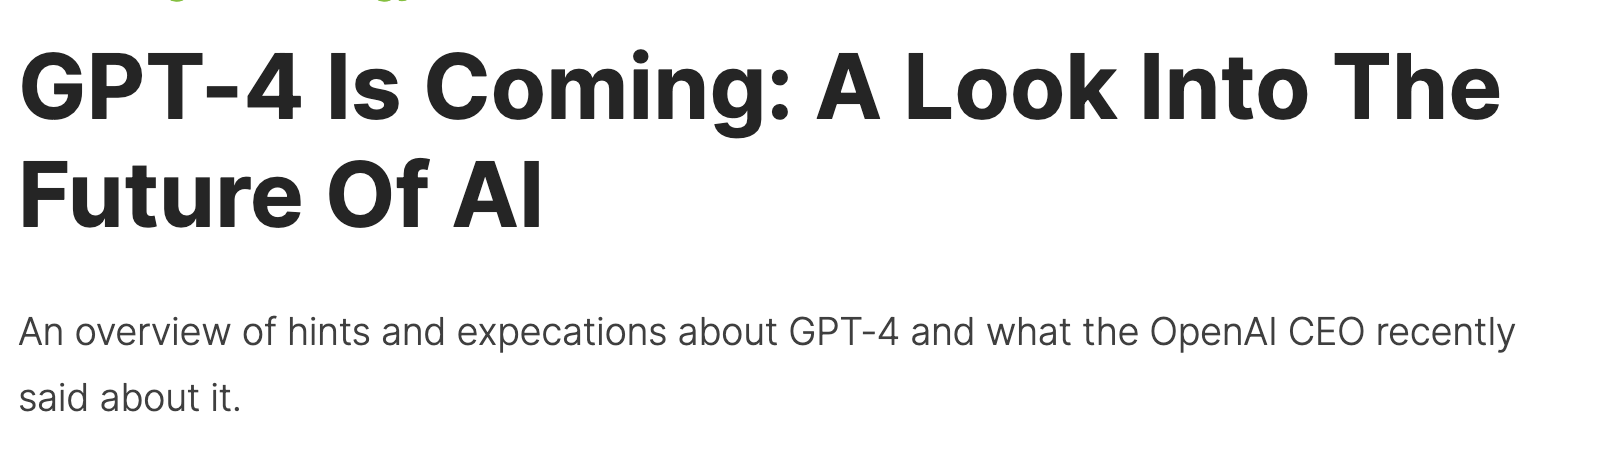 GPT-4 Is Coming: A Look Into The
Future Of AI
An overview of hints and expecations about GPT-4 and what the OpenAI CEO recently
said about it.